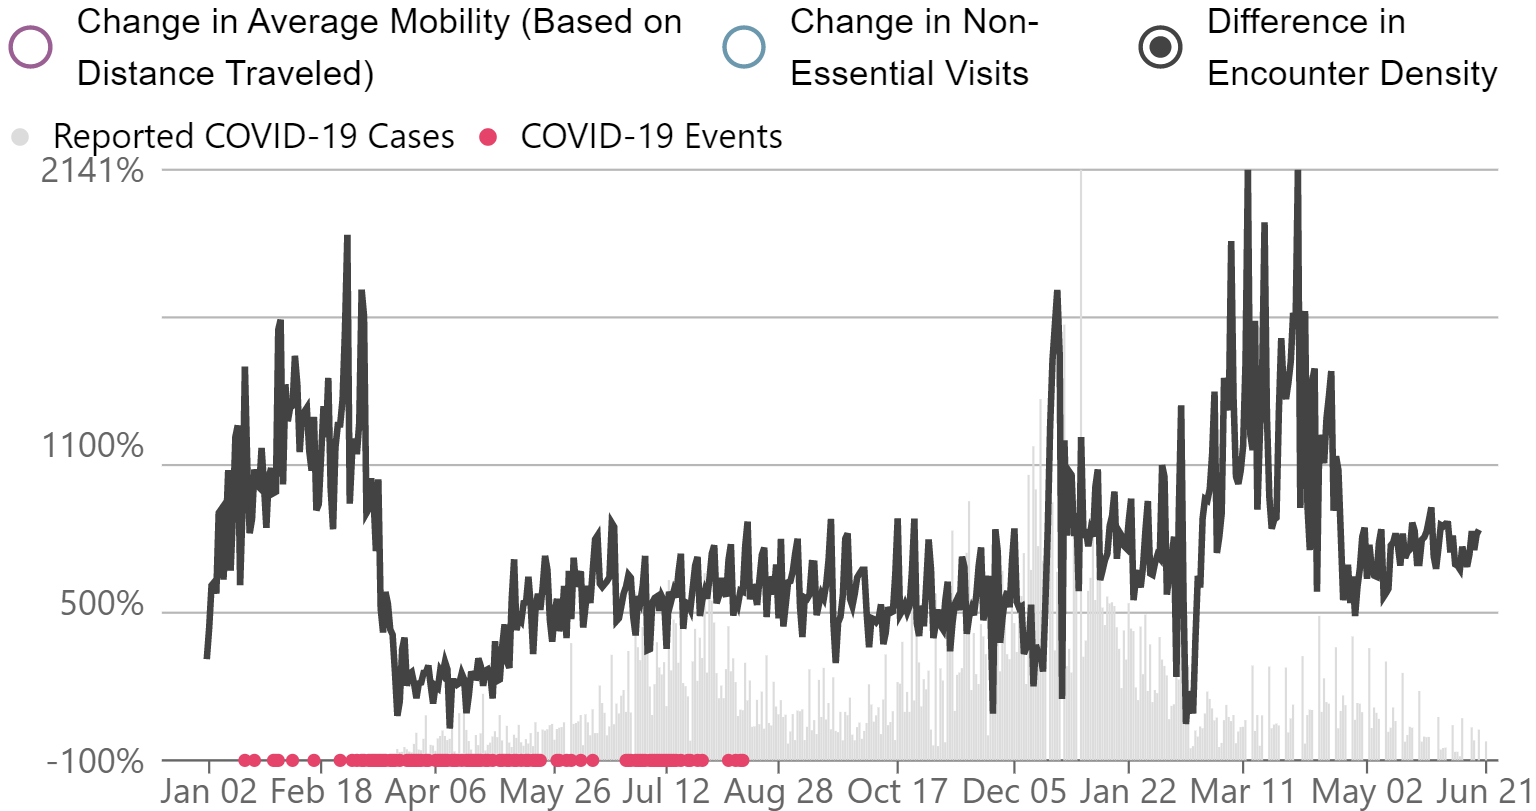 Change in Average Mobility (Based on
Distance Traveled)
Change in Non-
Essential Visits
Difference in
Encounter Density
Reported COVID-19 Cases
COVID-19 Events
2141%
1100%
500%
-100%
Jan 02 Feb 18 Apr 06 May 26 Jul 12 Aug 28 Oct 17 Dec 05 Jan 22 Mar 11 May 02 Jun 21